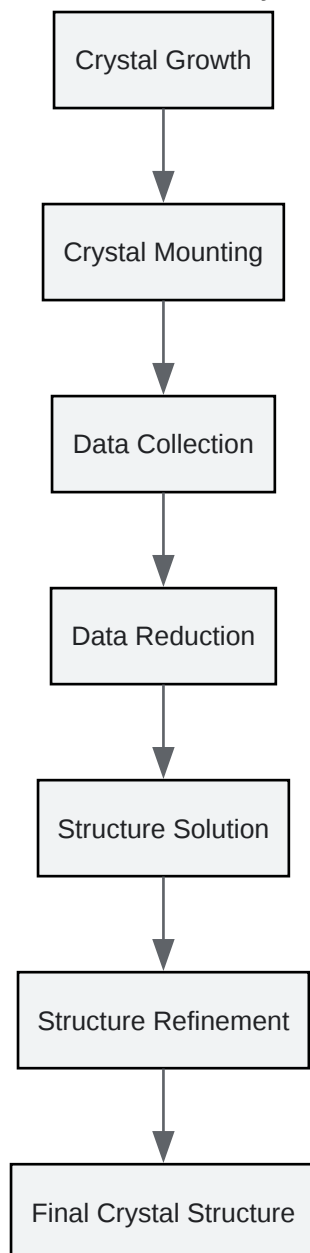 Crystal Growth
Crystal Mounting
Data Collection
Data Reduction
Structure Solution
Structure Refinement
Final Crystal Structure